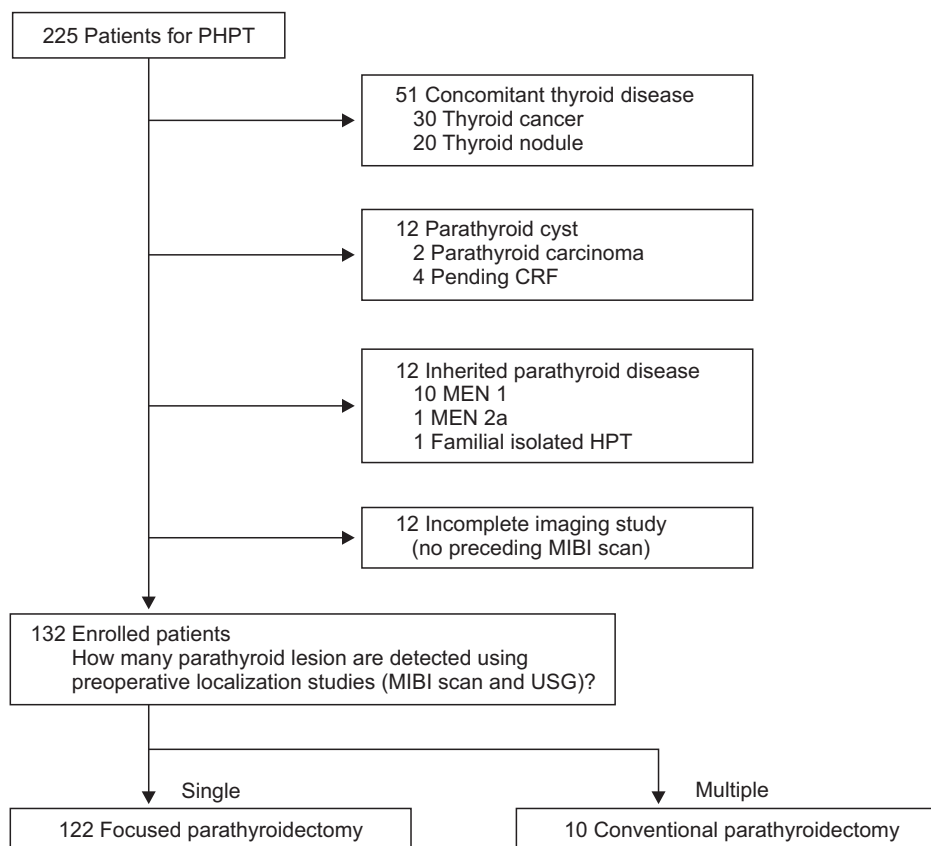 225 Patients for PHPT
51 Concomitant thyroid disease
30 Thyroid cancer
20 Thyroid nodule
12 Parathyroid cyst
2 Parathyroid carcinoma
4 Pending CRF
12 Inherited parathyroid disease
10 MEN 1
1 MEN 2a
1 Familial isolated HPT
12 Incomplete imaging study
(no preceding MIBI scan)
132 Enrolled patients
How many parathyroid lesion are detected using
preoperative localization studies (MIBI scan and USG)?
Single
Multiple
122 Focused parathyroidectomy
10 Conventional parathyroidectomy